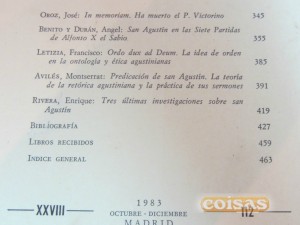 OROZ, José: In memoriam. Ha muerto el P. Victorino 345
BENITO Y DURÁN, Angel: San Agustín en las Siete Partidas
de Alfonso X el Sabio 355
LETIZIA, Francisco: Ordo dux ad Deum. La idea de orden
en la ontología y ética agustinianas 385
AVILÉS, Montserrat: Predicación de san Agustín. La teoría
de la retórica agustiniana y la práctica de sus sermones 391
RIVERA, Enrique: Tres últimas investigaciones sobre san
Agustín 419
BIBLIOGRAFÍA 427
LIBROS RECIBIDOS 459
INDICE GENERAL 463
1983
XXVIII OCTUBRE - DICIEMBRE 112
MADRID
coisas